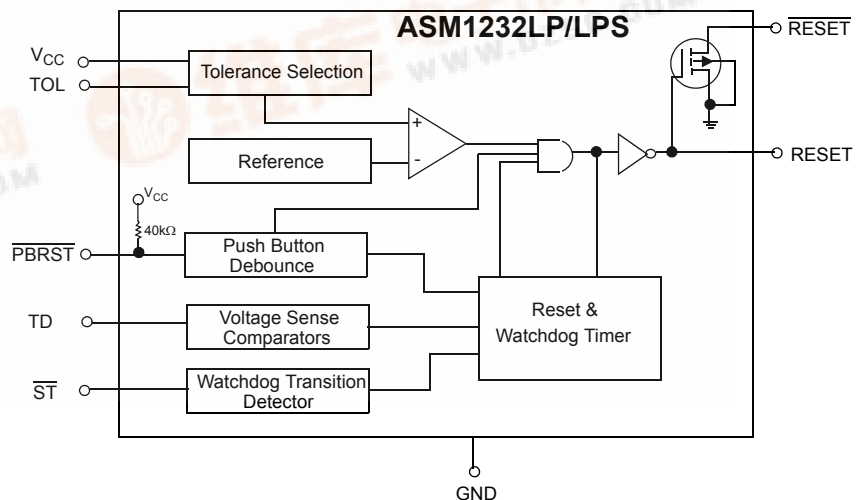 ASM1232LP/LPS
RESET
VCC
TOL
Tolerance Selection
+
-
Reference
RESET
VCC
40kΩ
PBRST
Push Button
Debounce
Reset &
Watchdog Timer
TD
Voltage Sense
Comparators
ST
Watchdog Transition
Detector
GND